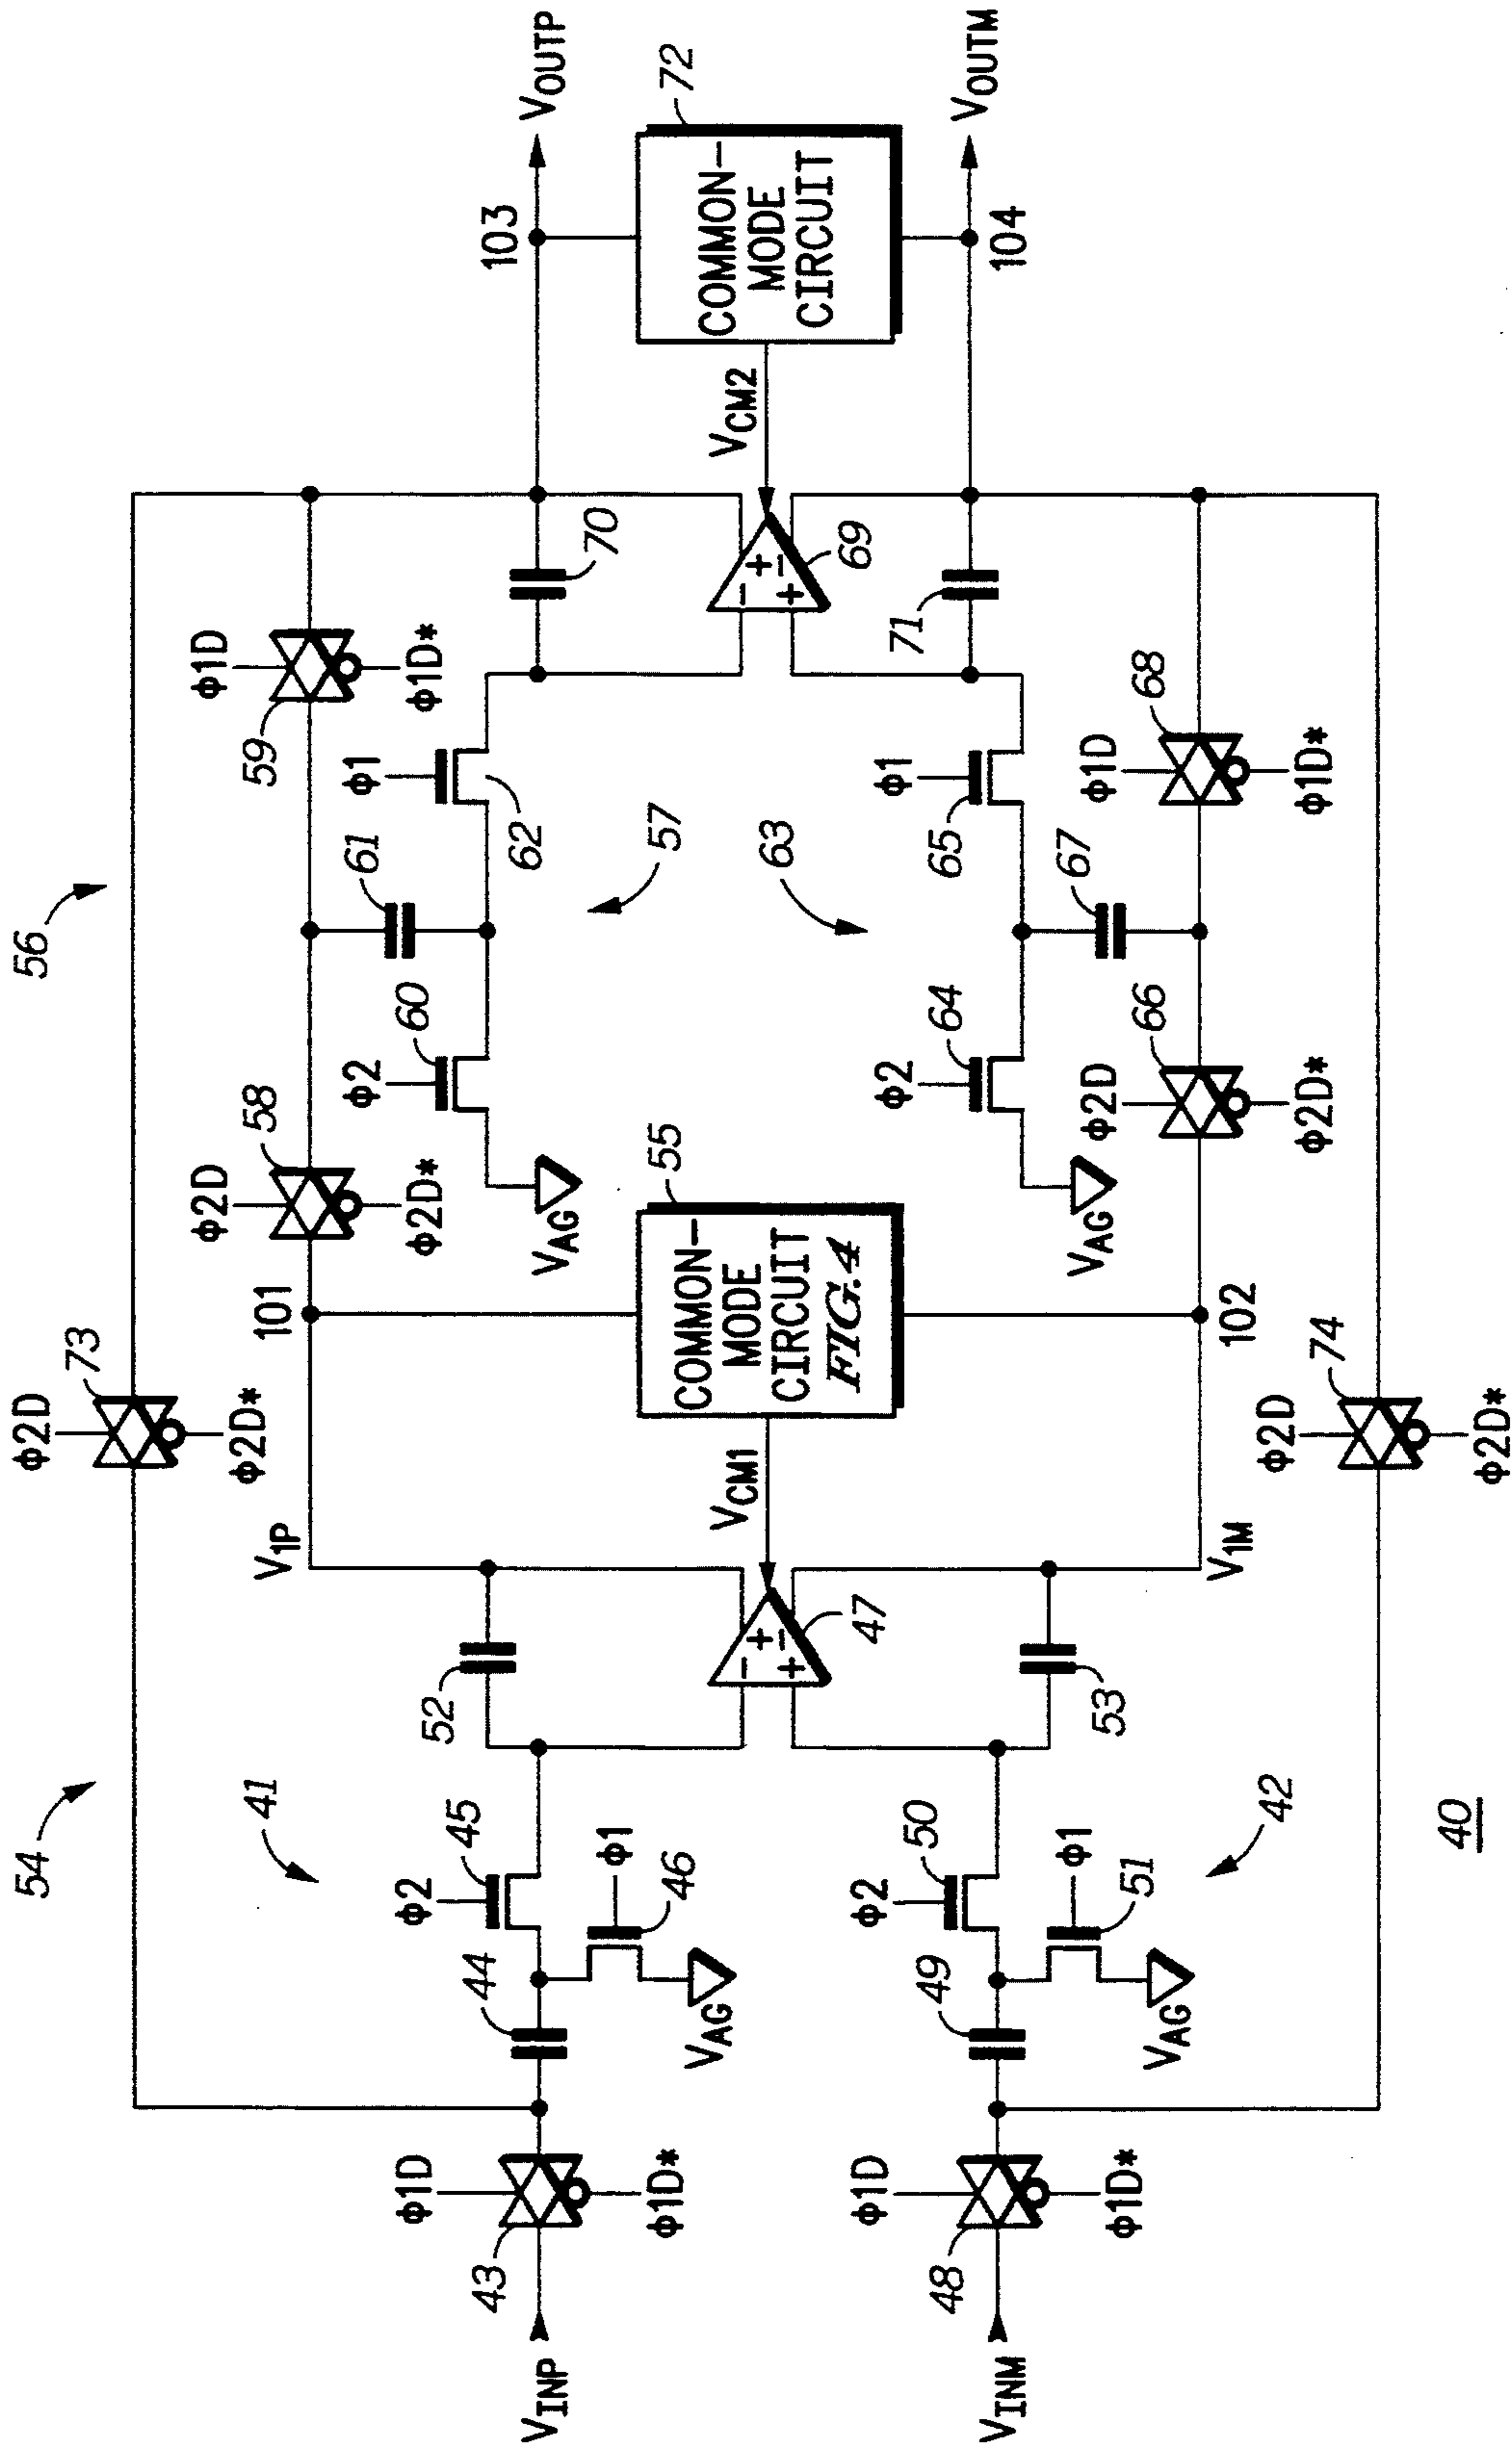 54
56
Φ2D
73
Φ2D*
41
V1P
101
Φ2D
58
Φ2D*
Φ1D
59
Φ1D*
Φ1D
43
Φ1D*
VINP
44
Φ2
45
Φ1
46
VAG
52
Φ2
60
VAG
61
Φ1
62
57
70
103
VOUTP
47
-
+
+
-
VCM1
COMMON-
MODE
CIRCUIT
FIG.4
55
69
-
+
+
-
VCM2
COMMON-
MODE
CIRCUIT
72
Φ1D
48
Φ1D*
VINM
49
Φ2
50
Φ1
51
VAG
53
42
V1M
102
63
Φ2
64
VAG
Φ1
65
67
Φ2D
66
Φ2D*
Φ1D
68
Φ1D*
71
104
VOUTM
Φ2D
74
Φ2D*
40